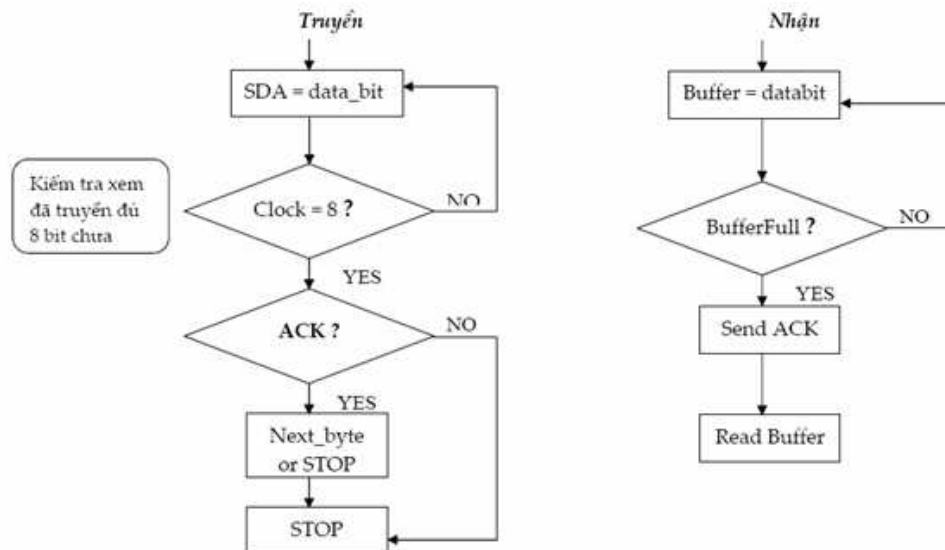 Truyền
SDA = data_bit
Kiểm tra xem
đã truyền đủ
8 bit chưa
Clock = 8 ?
NO
YES
ACK ?
NO
YES
Next_byte
or STOP
STOP
Nhận
Buffer = databit
BufferFull ?
NO
YES
Send ACK
Read Buffer